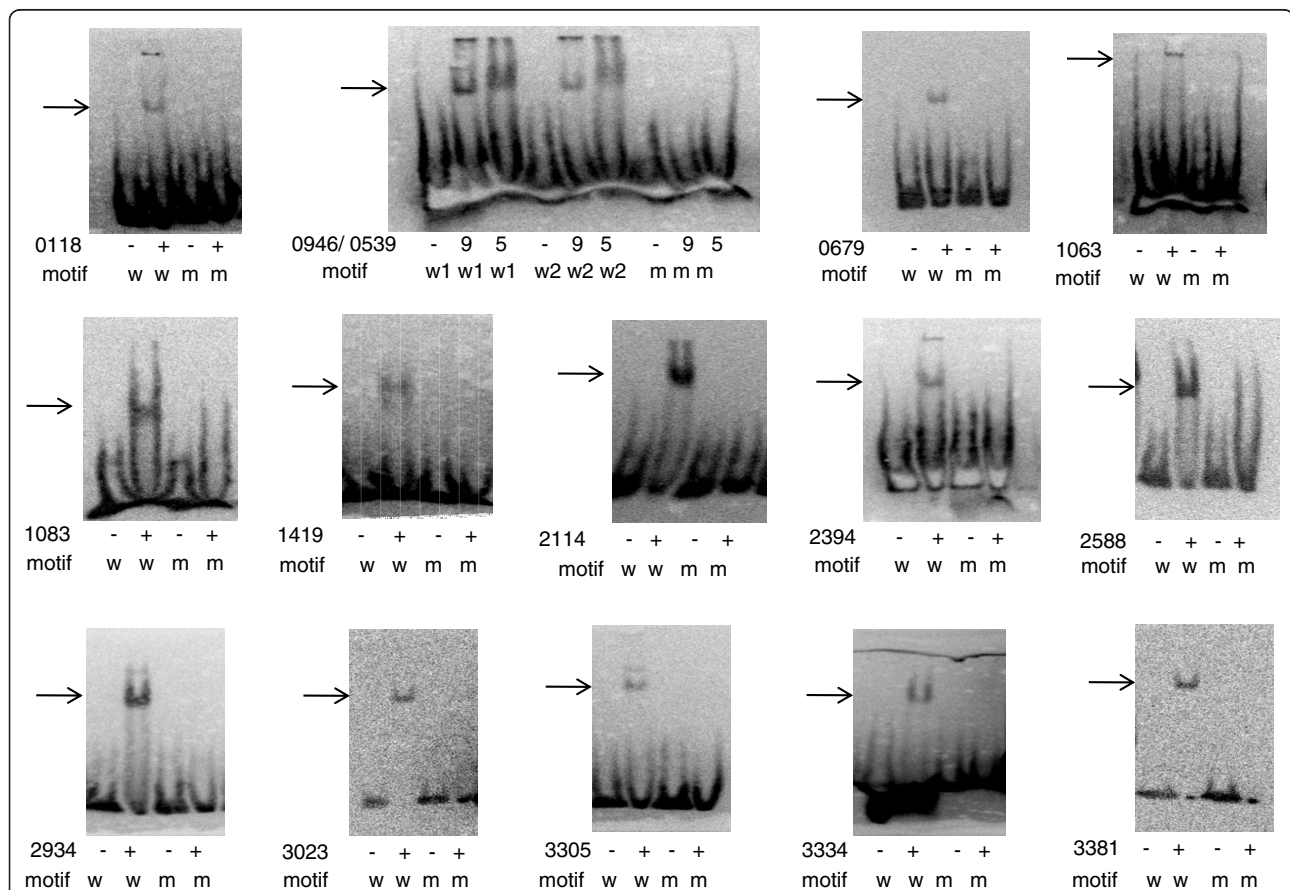 0118 - + - +
motif w w m m
0946/ 0539 - 9 5 - 9 5 - 9 5
motif w1 w1 w1 w2 w2 w2 m m m
0679 - + - +
motif w w m m
1063 - + - +
motif w w m m
1083 - + - +
motif w w m m
1419 - + - +
motif w w m m
2114 - + - +
motif w w m m
2394 - + - +
motif w w m m
2588 - + - +
motif w w m m
2934 - + - +
motif w w m m
3023 - + - +
motif w w m m
3305 - + - +
motif w w m m
3334 - + - +
motif w w m m
3381 - + - +
motif w w m m